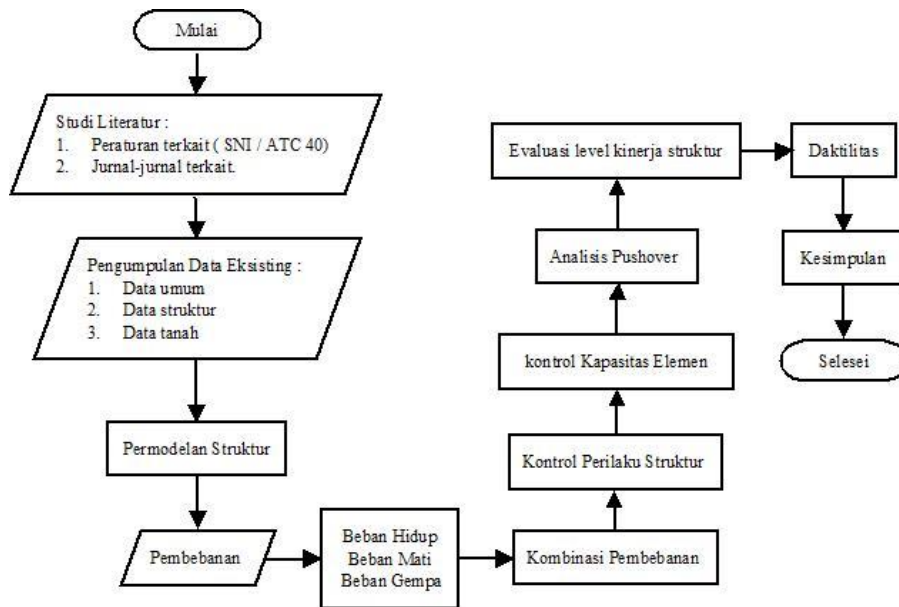 Mulai
Studi Literatur :
1. Peraturan terkait ( SNI / ATC 40)
2. Jurnal-jurnal terkait.
Pengumpulan Data Eksisting :
1. Data umum
2. Data struktur
3. Data tanah
Permodelan Struktur
Pembebanan
Beban Hidup
Beban Mati
Beban Gempa
Kombinasi Pembebanan
Kontrol Perilaku Struktur
kontrol Kapasitas Elemen
Analisis Pushover
Evaluasi level kinerja struktur
Daktilitas
Kesimpulan
Selesei